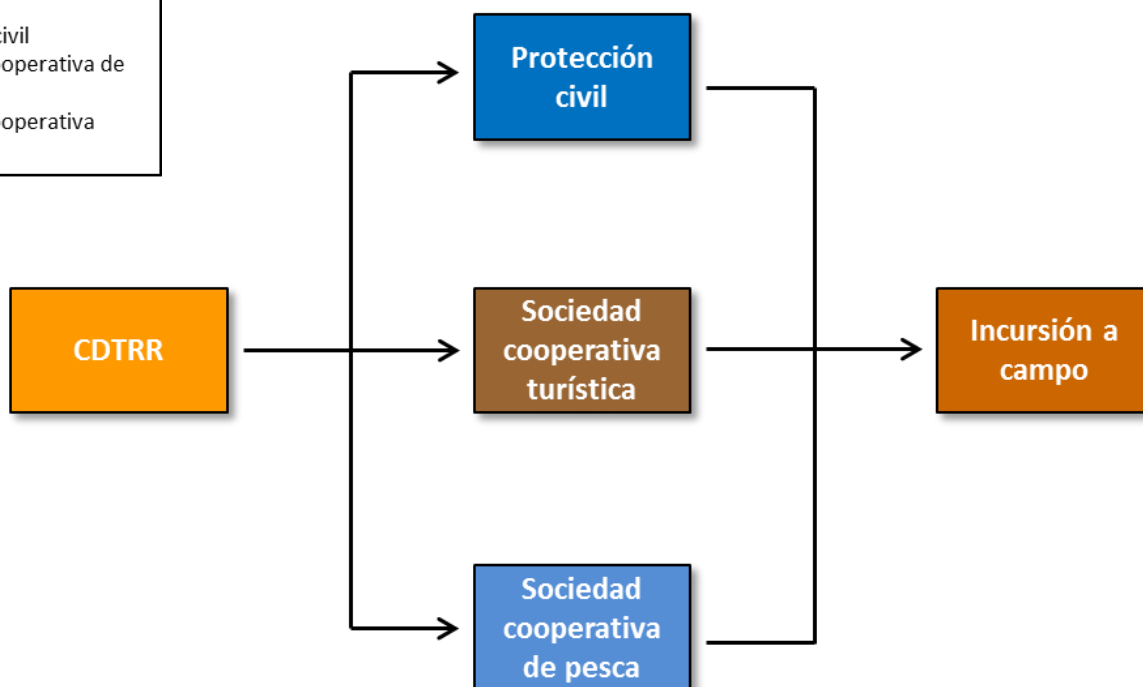 civil
operativa de
operativa
Protección
civil
CDTRR
Sociedad
cooperativa
turística
Incursión a
campo
Sociedad
cooperativa
de pesca